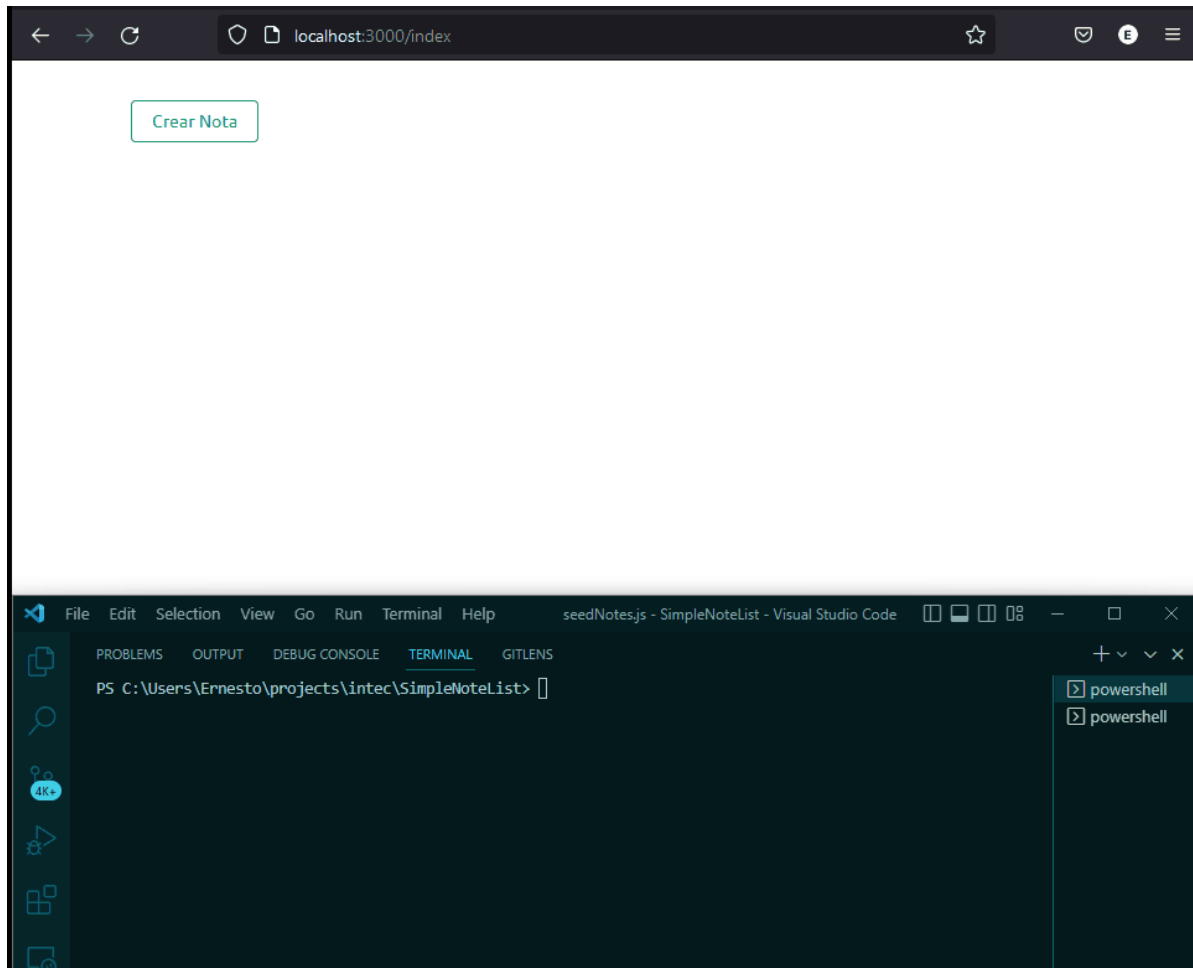 localhost:3000/index
E
Crear Nota
File Edit Selection View Go Run Terminal Help seedNotes.js - SimpleNoteList - Visual Studio Code
PROBLEMS OUTPUT DEBUG CONSOLE TERMINAL GITLENS
PS C:\Users\Ernesto\projects\intec\SimpleNoteList>
powershell
powershell
4K+